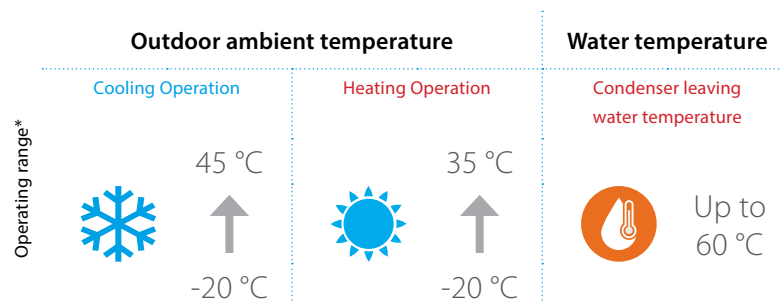 Outdoor ambient temperature
Water temperature
Cooling Operation
Heating Operation
Condenser leaving
water temperature
Operating range*
45 °C
-20 °C
35 °C
-20 °C
Up to
60 °C